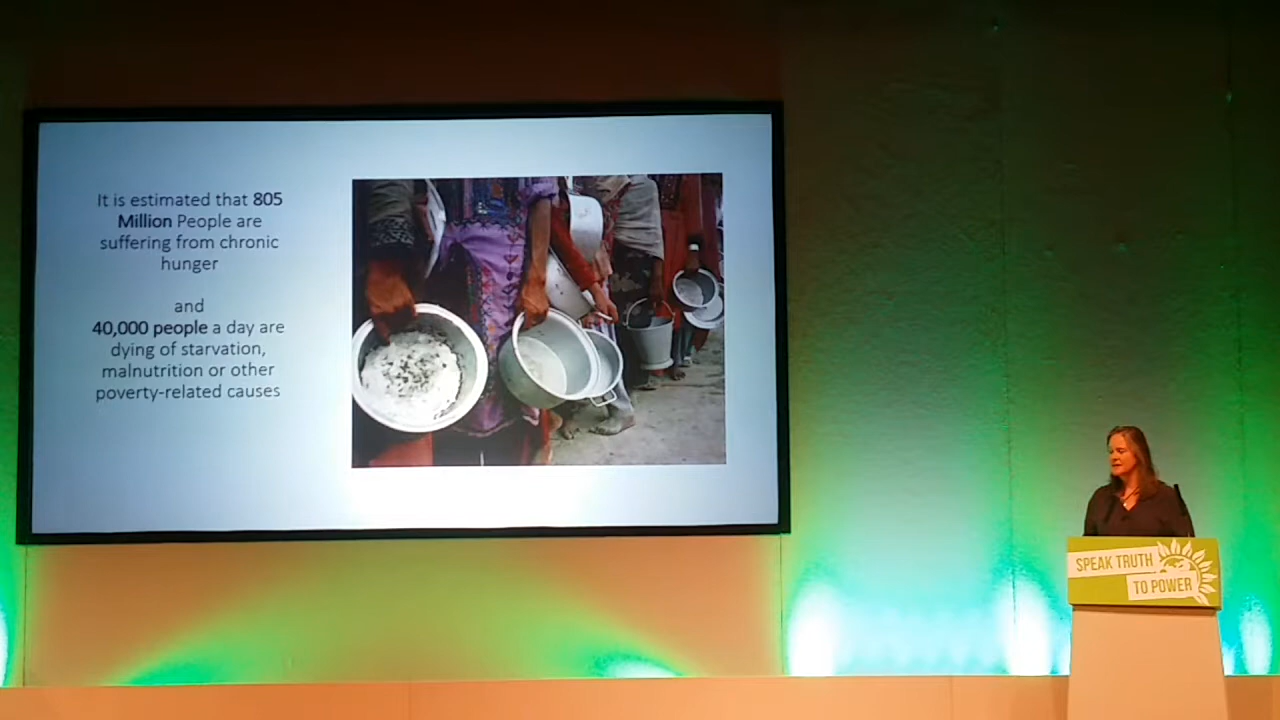 It is estimated that 805
Million People are
suffering from chronic
hunger
and
40,000 people a day are
dying of starvation,
malnutrition or other
poverty-related causes
SPEAK TRUTH
TO POWER